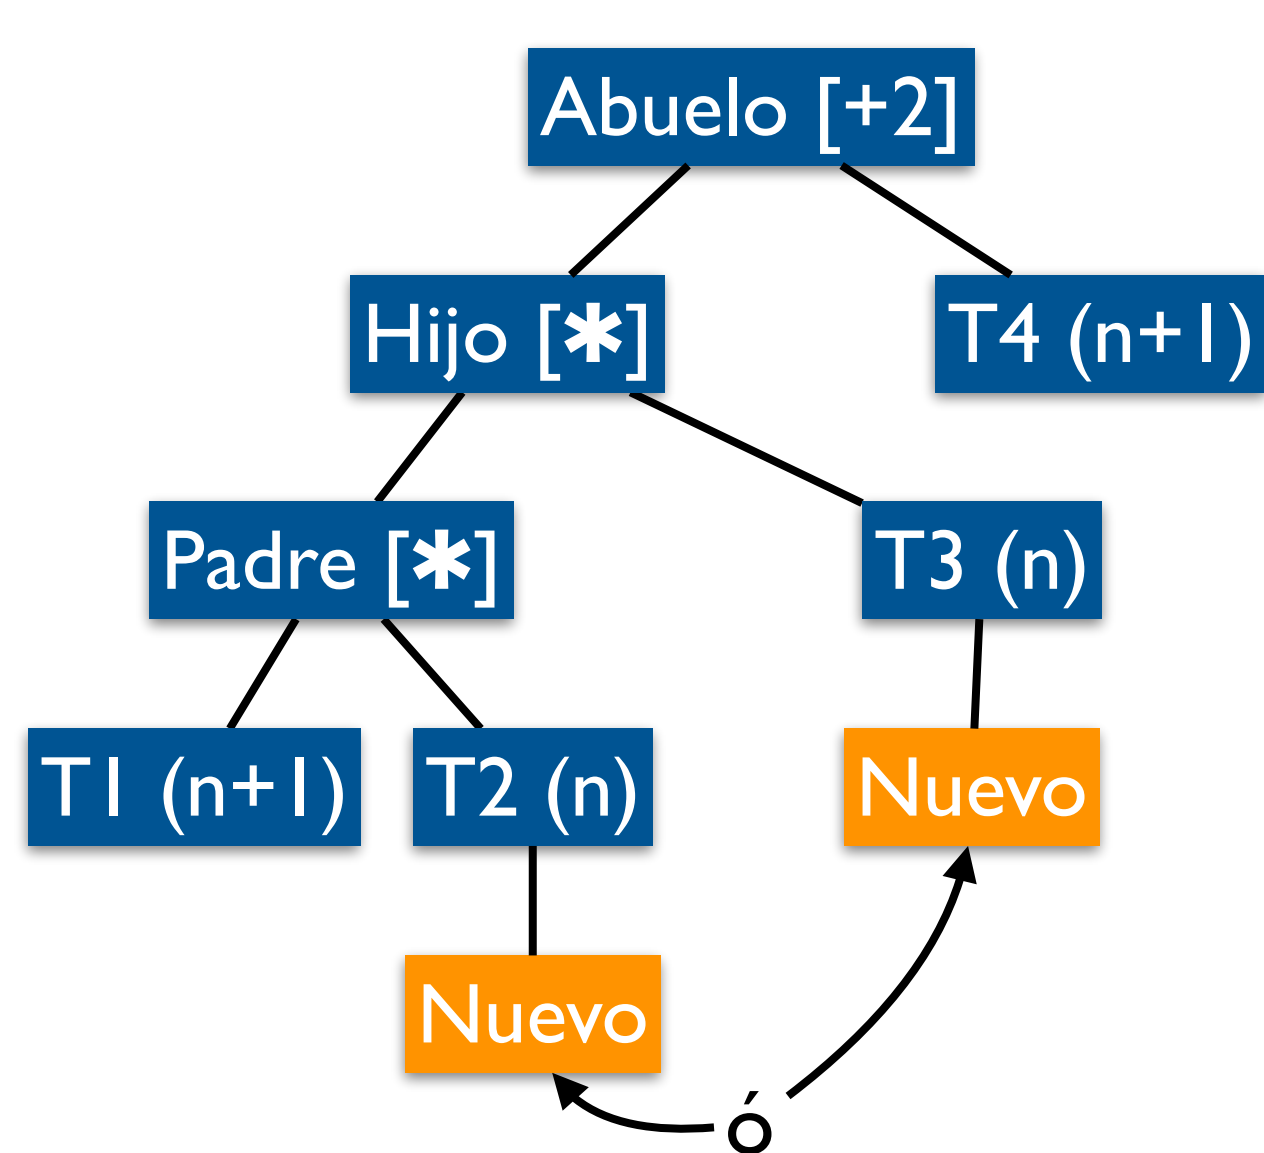 Abuelo [+2]
Hijo [✱]
T4 (n+1)
Padre [✱]
T3 (n)
T1 (n+1)
T2 (n)
Nuevo
Nuevo
ó